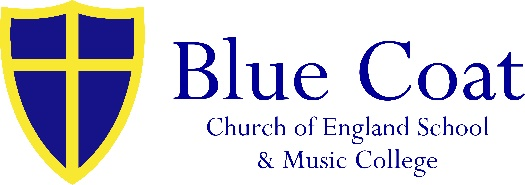 Blue Coat
Church of England School
& Music College